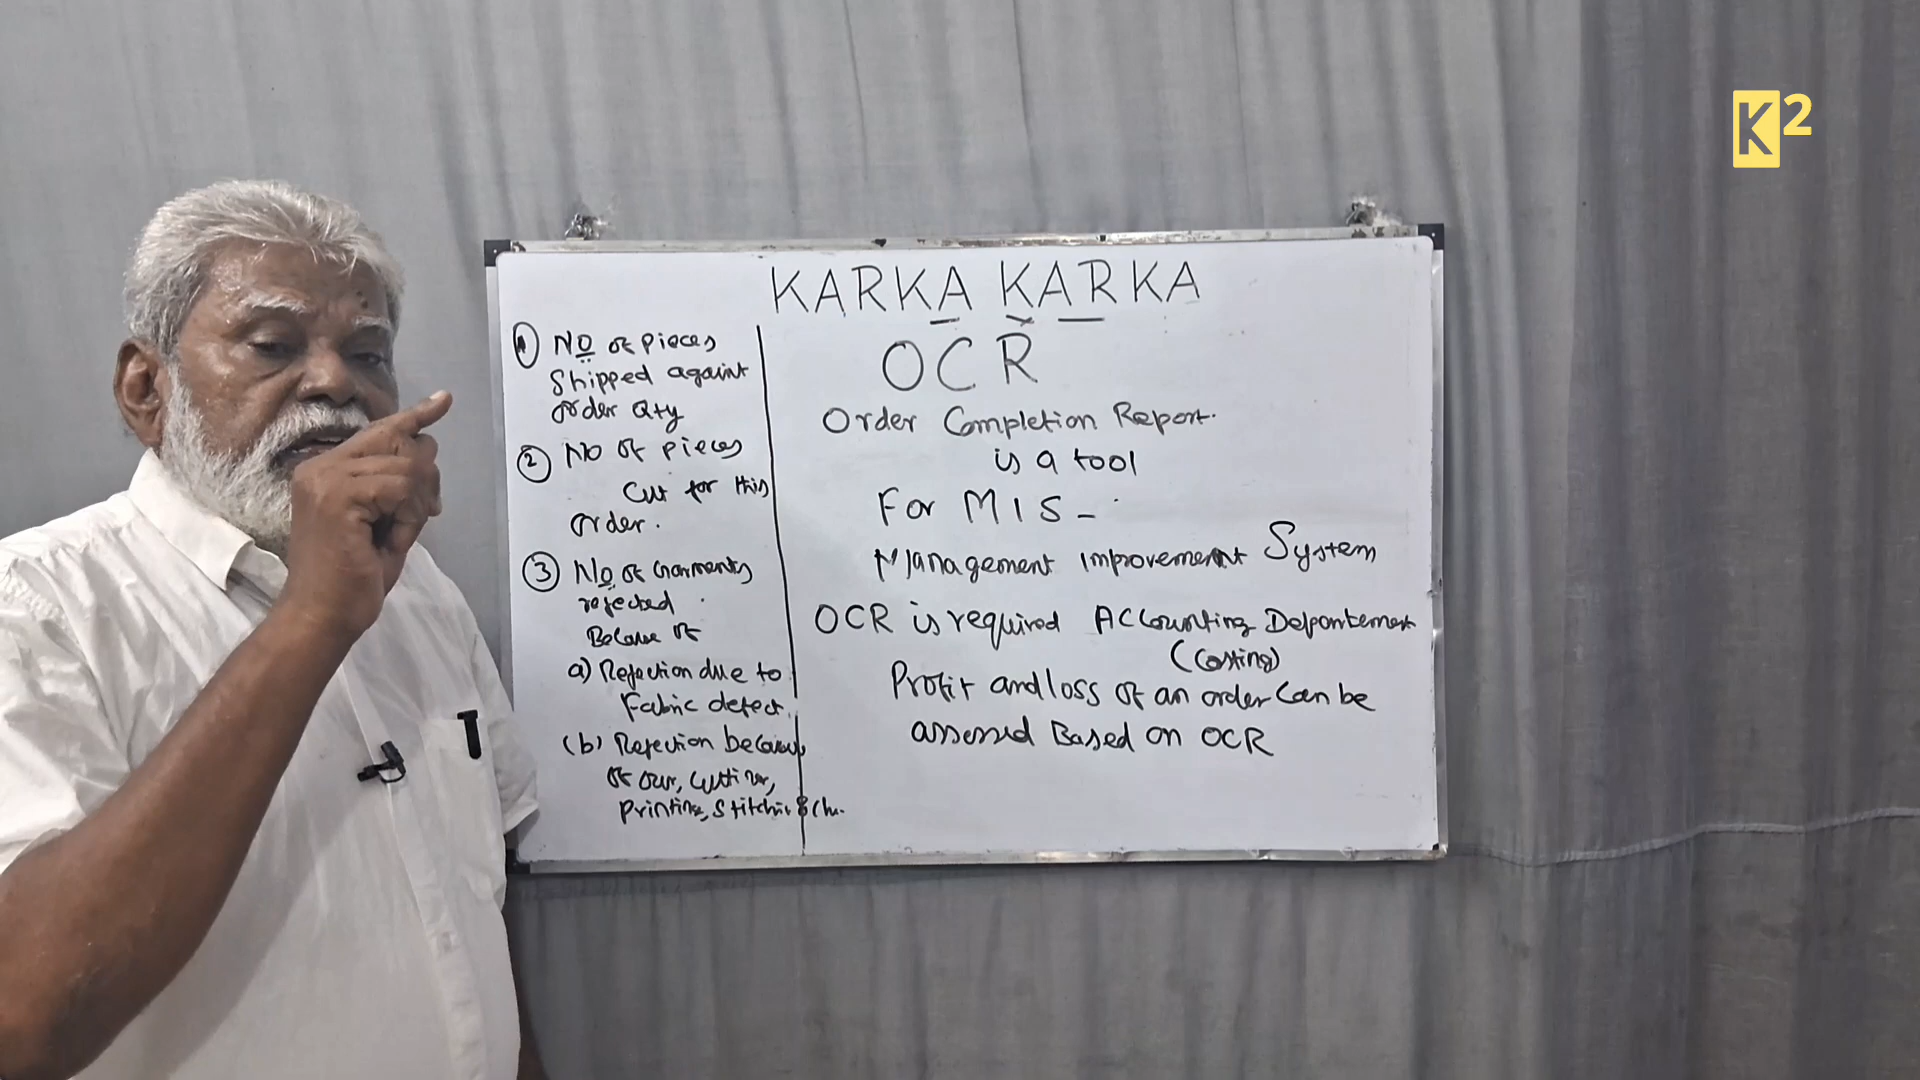 K2
KARKA KARKA
① No of pieces
Shipped againt
order Qty
② No of pieces
Cut for this
order.
③ No of Garments
rejected
Because of
a) Rejection due to
Fabric defect.
(b) Rejection because
of our, cutting,
Printing, Stitching &
OCR
Order Completion Report.
is a tool
For MIS -
Management Improvement System
OCR is required Accounting Department
(Costing)
Profit and loss of an order can be
assessed Based on OCR